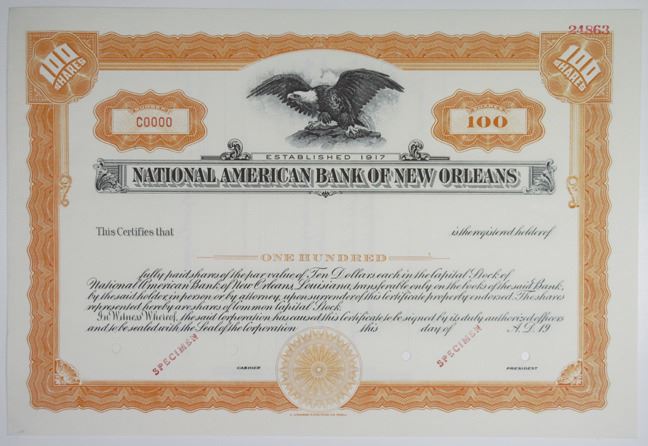 24863
100 SHARES
100 SHARES
NUMBER
C0000
SHARES
100
ESTABLISHED 1917
NATIONAL AMERICAN BANK OF NEW ORLEANS
This Certifies that is the registered holder of
ONE HUNDRED
fully paid shares of the par value of Ten Dollars each in the Capital Stock of
National American Bank of New Orleans, Louisiana, transferable only on the books of the said Bank,
by the said holder, in person or by attorney, upon surrender of this Certificate properly endorsed. The shares
represented hereby are shares of Common Capital Stock.
In Witness Whereof, the said Corporation has caused this Certificate to be signed by its duly authorized officers
and to be sealed with the Seal of the Corporation this day of A.D. 19
SPECIMEN
SPECIMEN
CASHIER
PRESIDENT